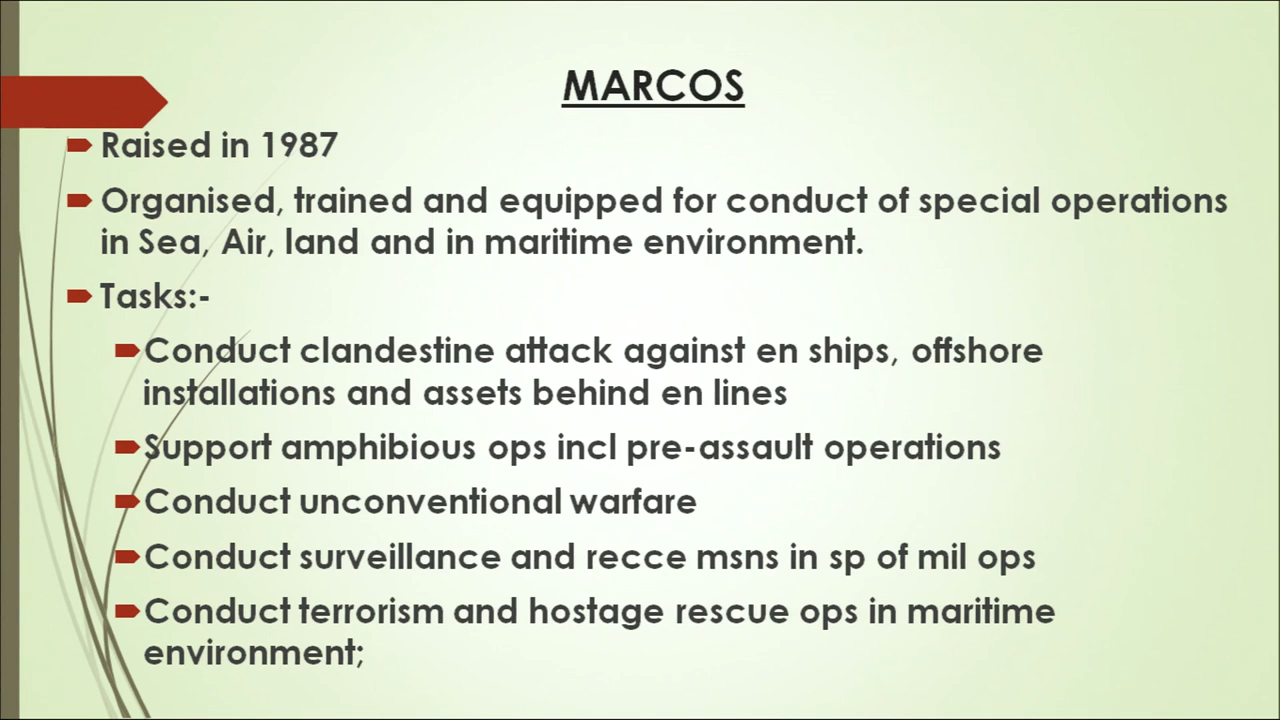 MARCOS
Raised in 1987
Organised, trained and equipped for conduct of special operations
in Sea, Air, land and in maritime environment.
Tasks:-
Conduct clandestine attack against en ships, offshore
installations and assets behind en lines
Support amphibious ops incl pre-assault operations
Conduct unconventional warfare
Conduct surveillance and recce msns in sp of mil ops
Conduct terrorism and hostage rescue ops in maritime
environment;